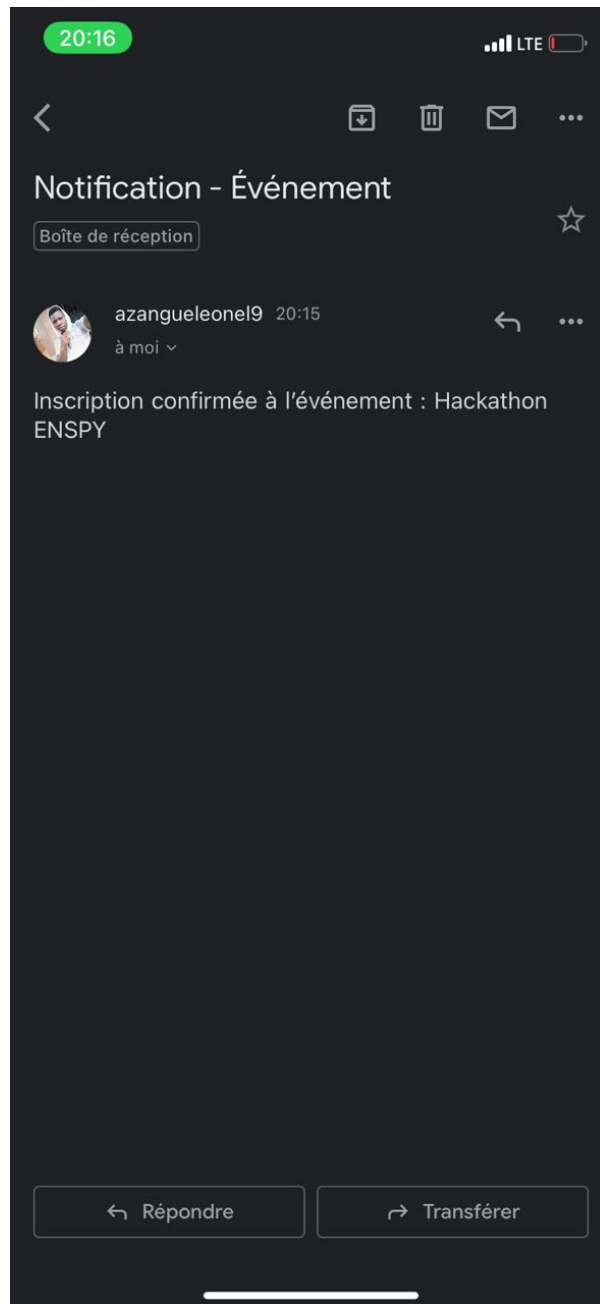 20:16
LTE
Notification - Événement
Boîte de réception
azangueleonel9 20:15
à moi
Inscription confirmée à l'événement : Hackathon
ENSPY
Répondre
Transférer